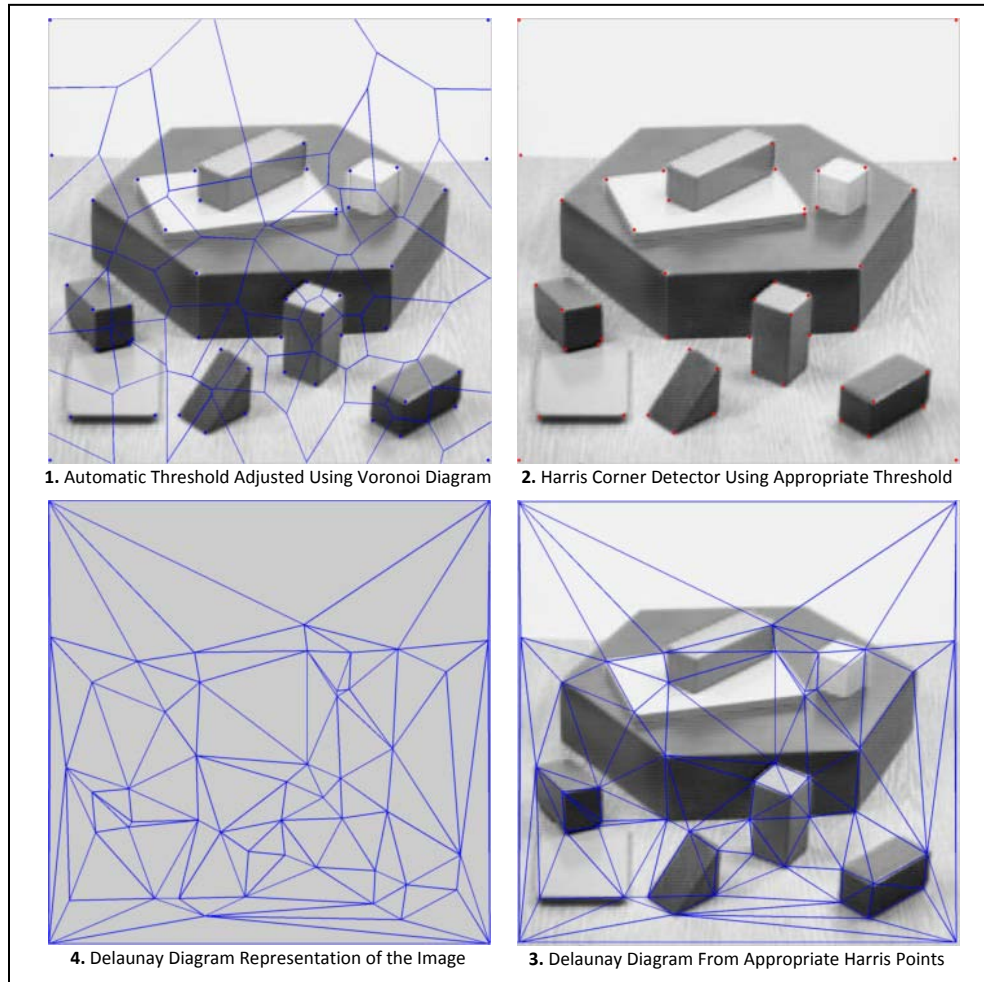 1. Automatic Threshold Adjusted Using Voronoi Diagram
2. Harris Corner Detector Using Appropriate Threshold
4. Delaunay Diagram Representation of the Image
3. Delaunay Diagram From Appropriate Harris Points